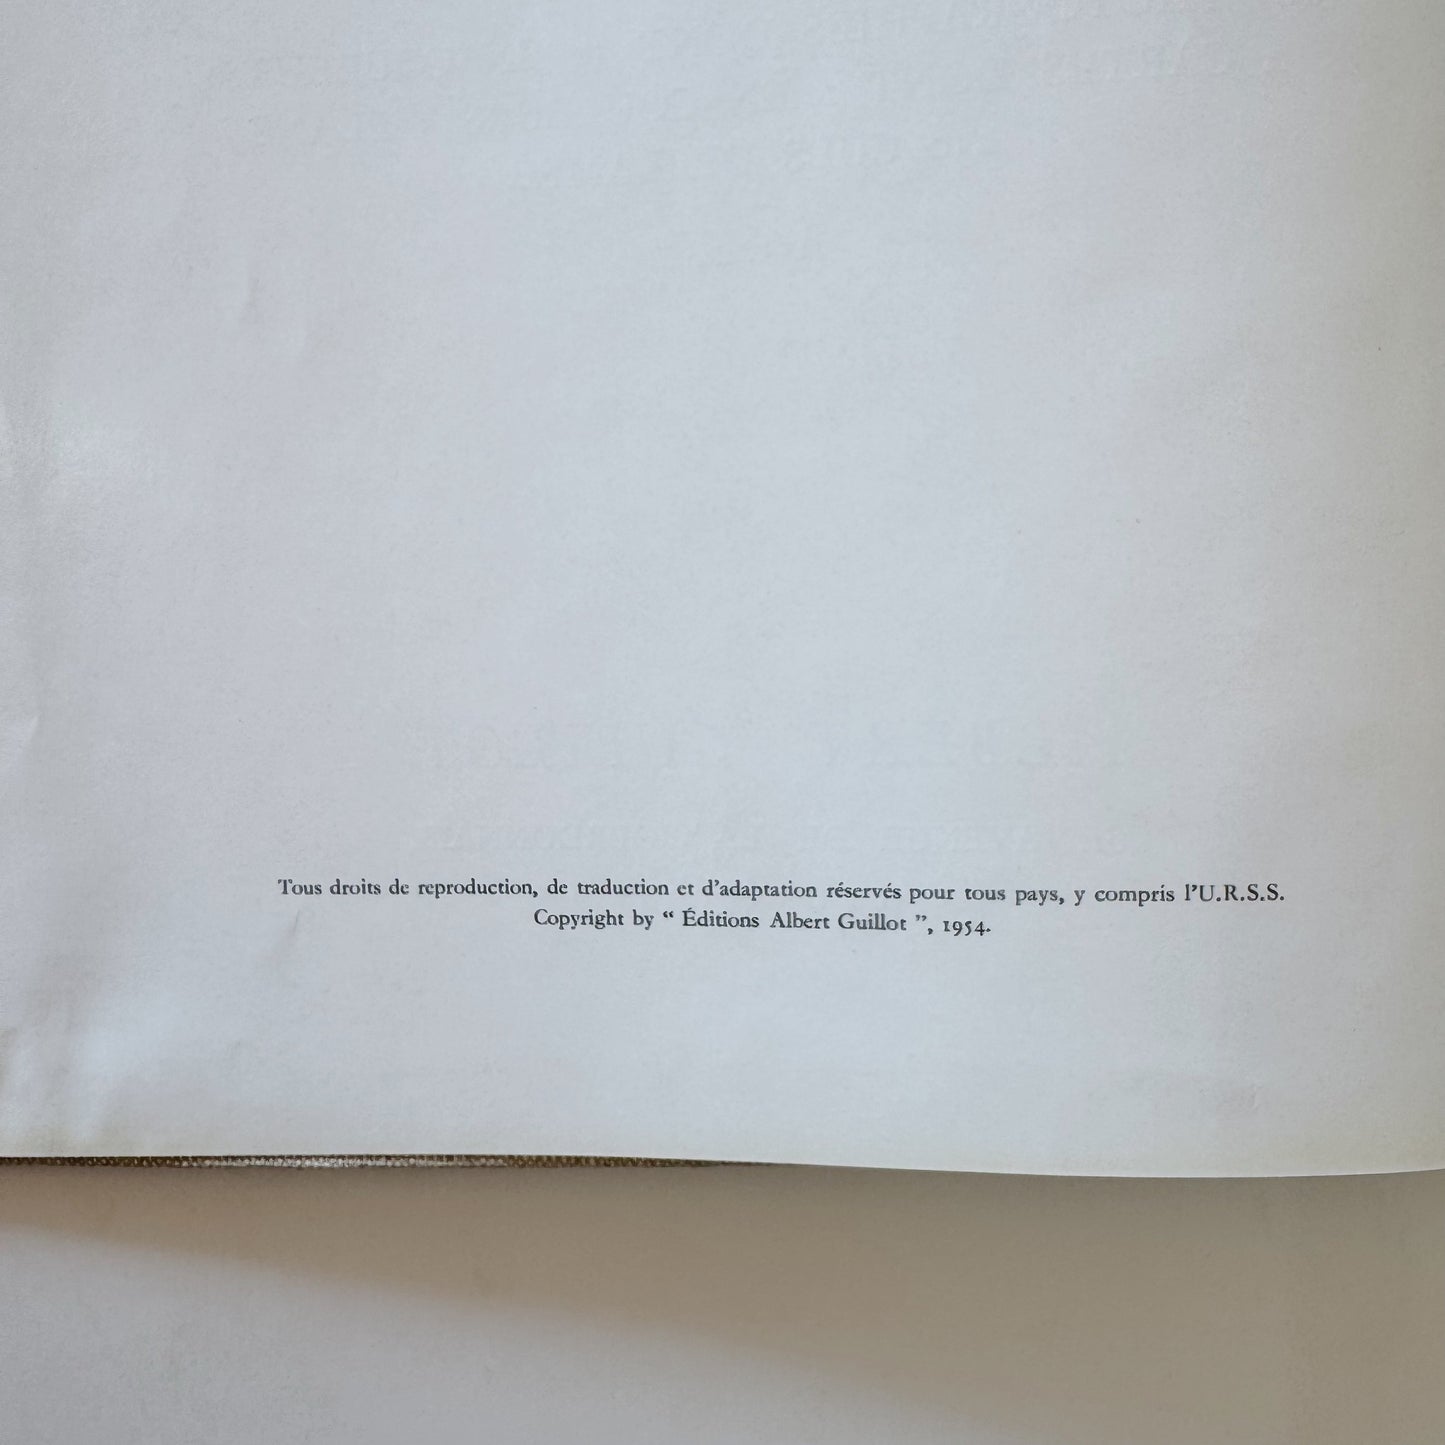 Tous droits de reproduction, de traduction et d'adaptation réservés pour tous pays, y compris l'U.R.S.S.
Copyright by “ Éditions Albert Guillot ”, 1954.